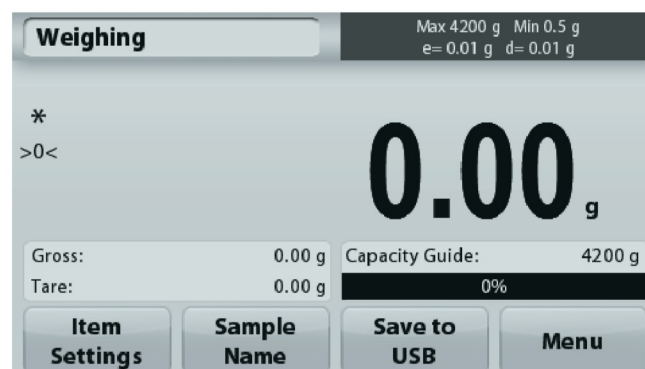 Weighing
Max 4200 g Min 0.5 g
e= 0.01 g d= 0.01 g
*
>0<
0.00 g
Gross: 0.00 g
Tare: 0.00 g
Capacity Guide: 4200 g
0%
Item
Settings
Sample
Name
Save to
USB
Menu